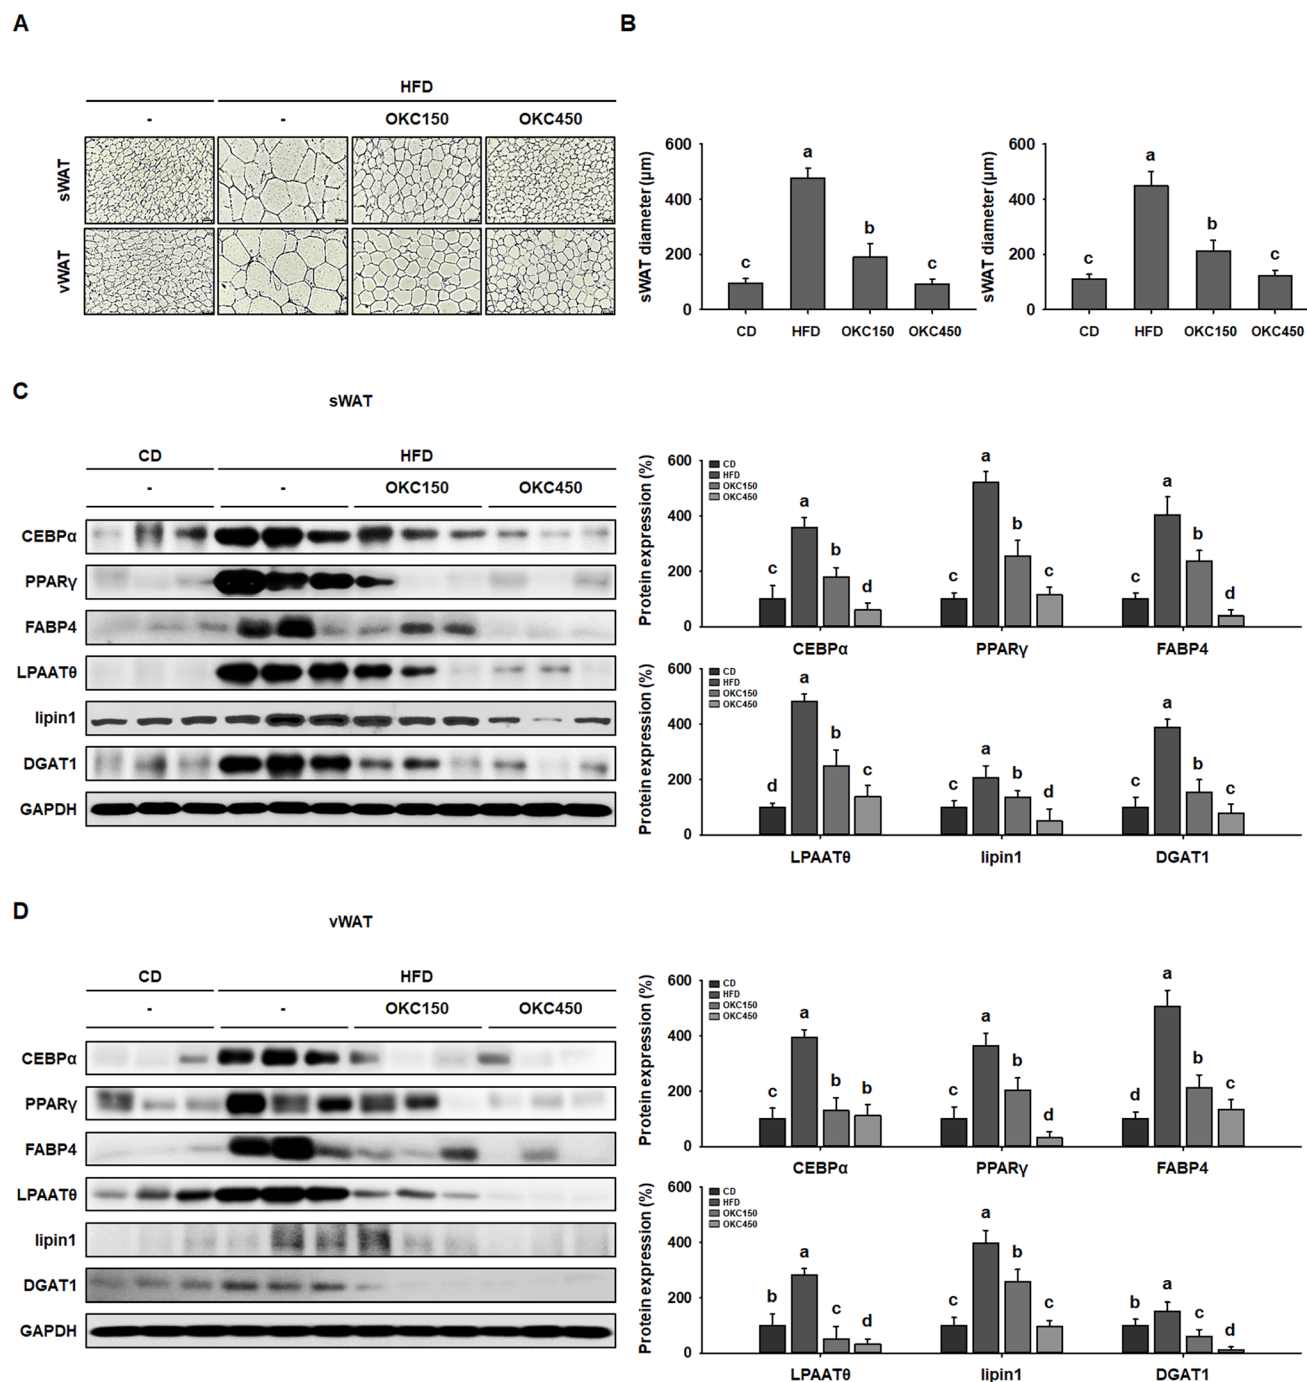 A
HFD
-
-
OKC150
OKC450
sWAT
vWAT
B
sWAT diameter (μm)
600
400
200
0
c
a
b
c
CD
HFD
OKC150
OKC450
sWAT diameter (μm)
600
400
200
0
c
a
b
c
CD
HFD
OKC150
OKC450
C
sWAT
CD
HFD
-
-
OKC150
OKC450
CEBPα
PPARγ
FABP4
LPAATθ
lipin1
DGAT1
GAPDH
Protein expression (%)
600
400
200
0
CD
HFD
OKC150
OKC450
c
a
b
d
c
a
b
c
c
a
b
d
CEBPα
PPARγ
FABP4
Protein expression (%)
600
400
200
0
CD
HFD
OKC150
OKC450
d
a
b
c
c
a
b
d
c
a
b
c
LPAATθ
lipin1
DGAT1
D
vWAT
CD
HFD
-
-
OKC150
OKC450
CEBPα
PPARγ
FABP4
LPAATθ
lipin1
DGAT1
GAPDH
Protein expression (%)
600
400
200
0
CD
HFD
OKC150
OKC450
c
a
b
b
c
a
b
d
d
a
b
c
CEBPα
PPARγ
FABP4
Protein expression (%)
600
400
200
0
CD
HFD
OKC150
OKC450
b
a
c
d
c
a
b
c
b
a
c
d
LPAATθ
lipin1
DGAT1